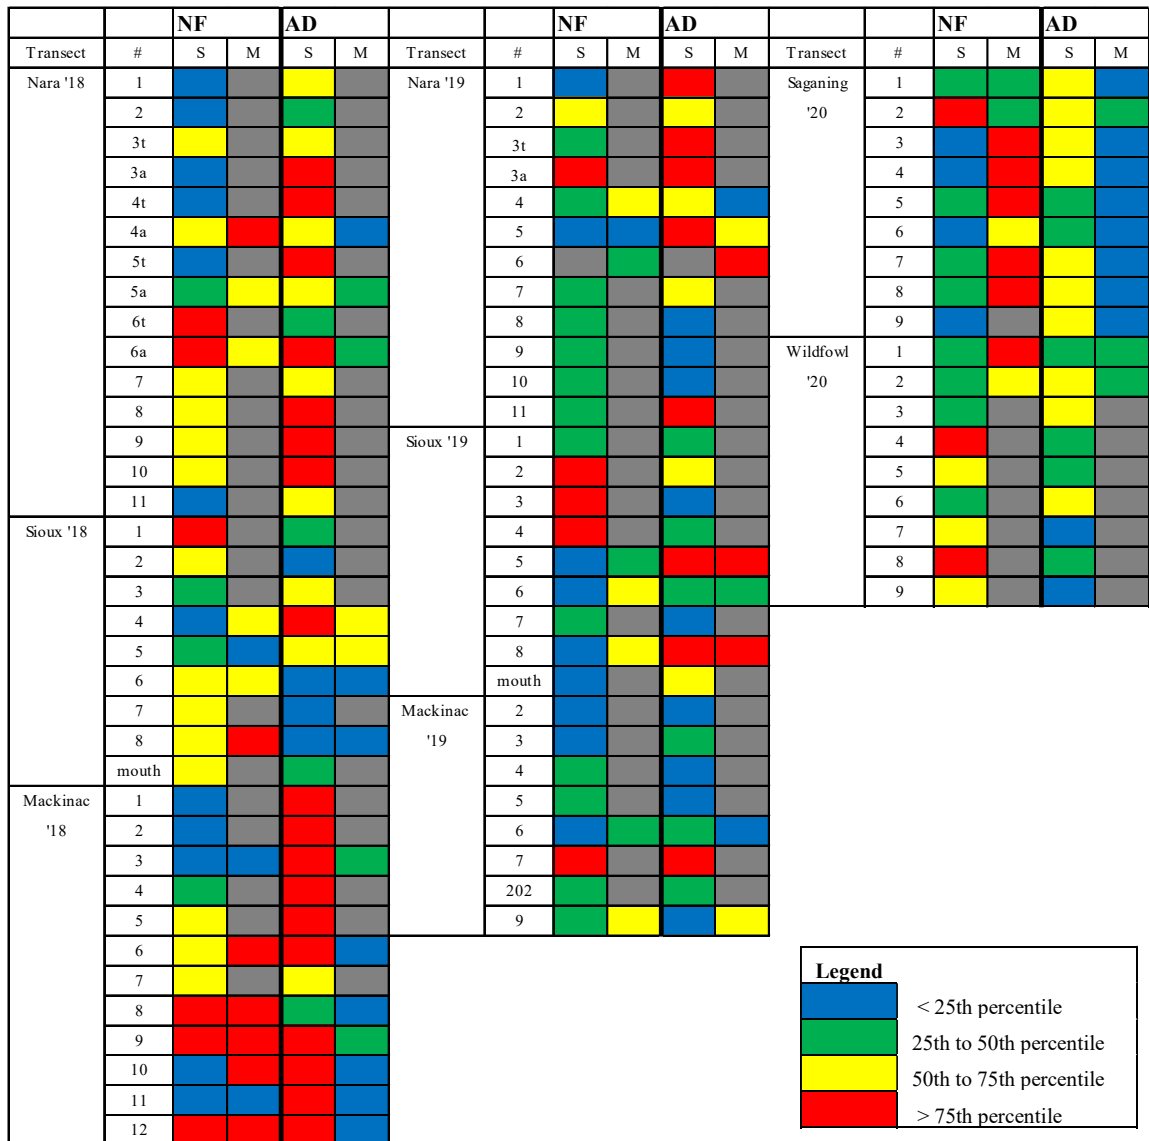 NF AD NF AD NF AD
Transect # S M S M Transect # S M S M Transect # S M S M
Nara '18 1 Nara '19 1 Saganing 1
2 2 '20 2
3t 3t 3
3a 3a 4
4t 4 5
4a 5 6
5t 6 7
5a 7 8
6t 8 9
6a 9 Wildfowl 1
7 10 '20 2
8 11 3
9 Sioux '19 1 4
10 2 5
11 3 6
Sioux '18 1 4 7
2 5 8
3 6 9
4 7
5 8
6 mouth
7 Mackinac 2
8 '19 3
mouth 4
Mackinac 1 5
'18 2 6
3 7
4 202
5 9
6
7
8
9
10
11
12
Legend
< 25th percentile
25th to 50th percentile
50th to 75th percentile
> 75th percentile